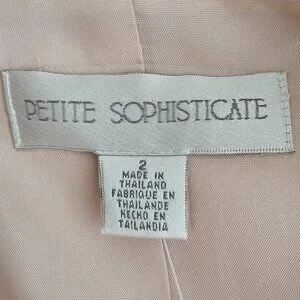 PETITE SOPHISTICATE
2
MADE IN
THAILAND
FABRIQUE EN
THAILANDE
HECHO EN
TAILANDIA